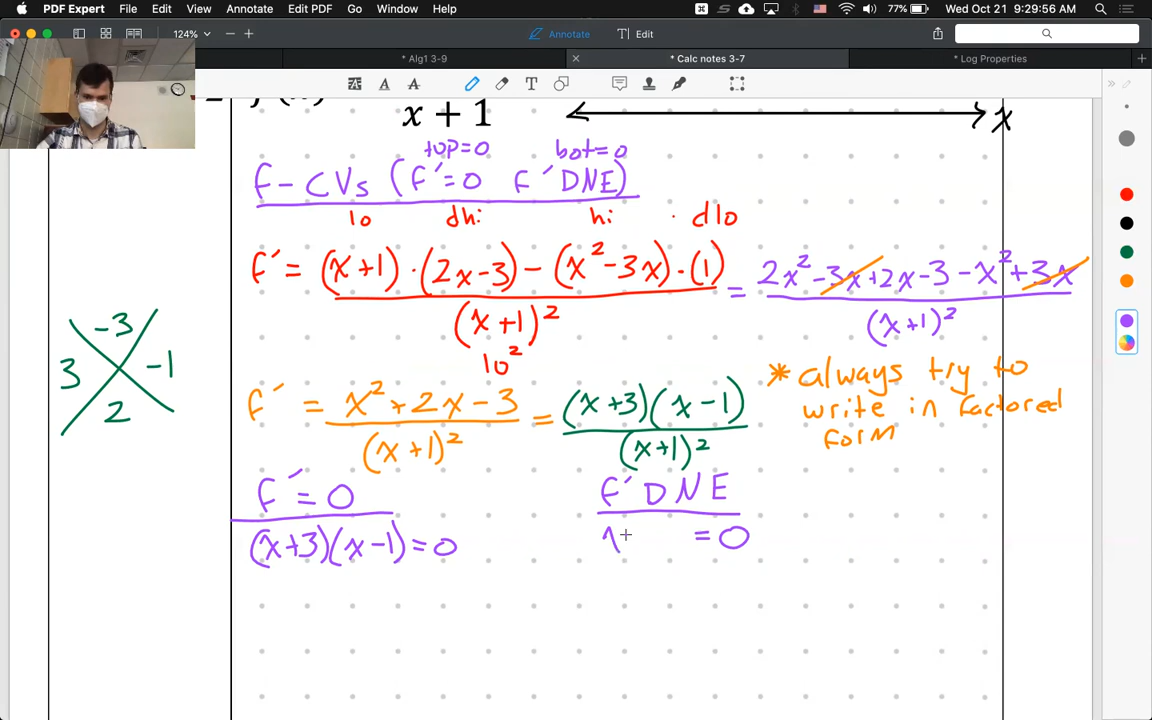 PDF Expert File Edit View Annotate Edit PDF Go Window Help 77% Wed Oct 21 9:29:56 AM
124% Annotate Edit
* Alg1 3-9 * Calc notes 3-7 * Log Properties
x + 1 x
top=0 bot=0
f-CVs (f'=0 f'DNE)
lo dhi hi · dlo
f' = (x+1)·(2x-3)-(x²-3x)·(1) = 2x²-3x+2x-3-x²+3x
(x+1)² (x+1)²
lo²
-3
3 -1
2
* always try to
write in factored
form
f' = x²+2x-3 = (x+3)(x-1)
(x+1)² (x+1)²
f'=0 f'DNE
(x+3)(x-1)=0 =0